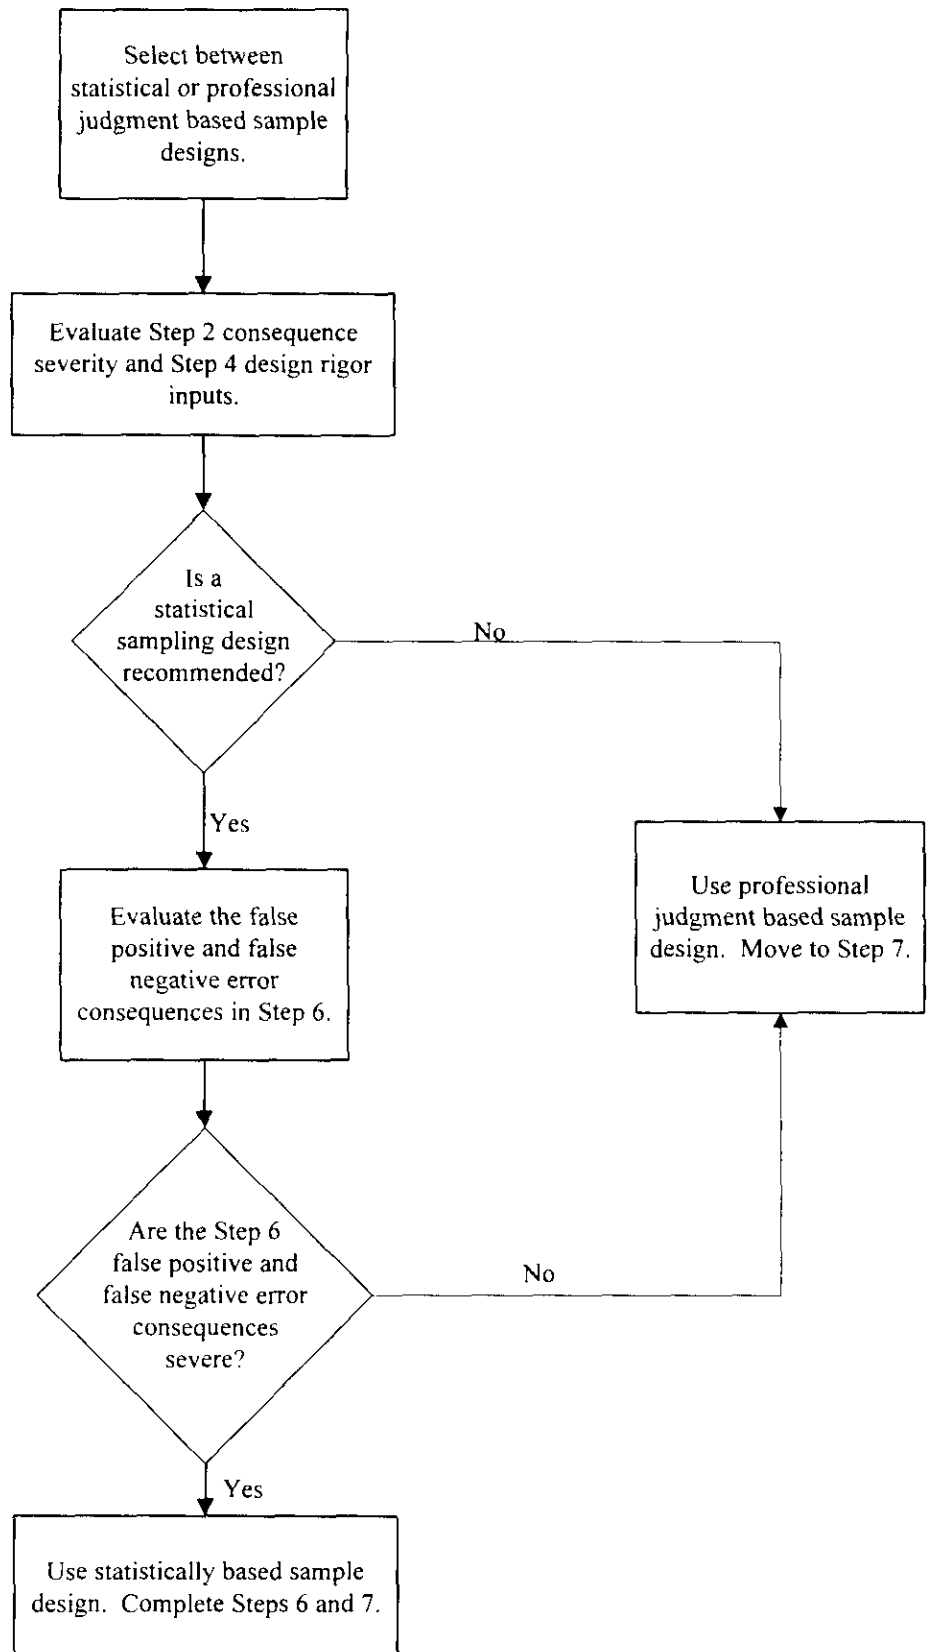 Select between
statistical or professional
judgment based sample
designs.
Evaluate Step 2 consequence
severity and Step 4 design rigor
inputs.
Is a
statistical
sampling design
recommended?
No
Yes
Evaluate the false
positive and false
negative error
consequences in Step 6.
Use professional
judgment based sample
design.  Move to Step 7.
Are the Step 6
false positive and
false negative error
consequences
severe?
No
Yes
Use statistically based sample
design.  Complete Steps 6 and 7.